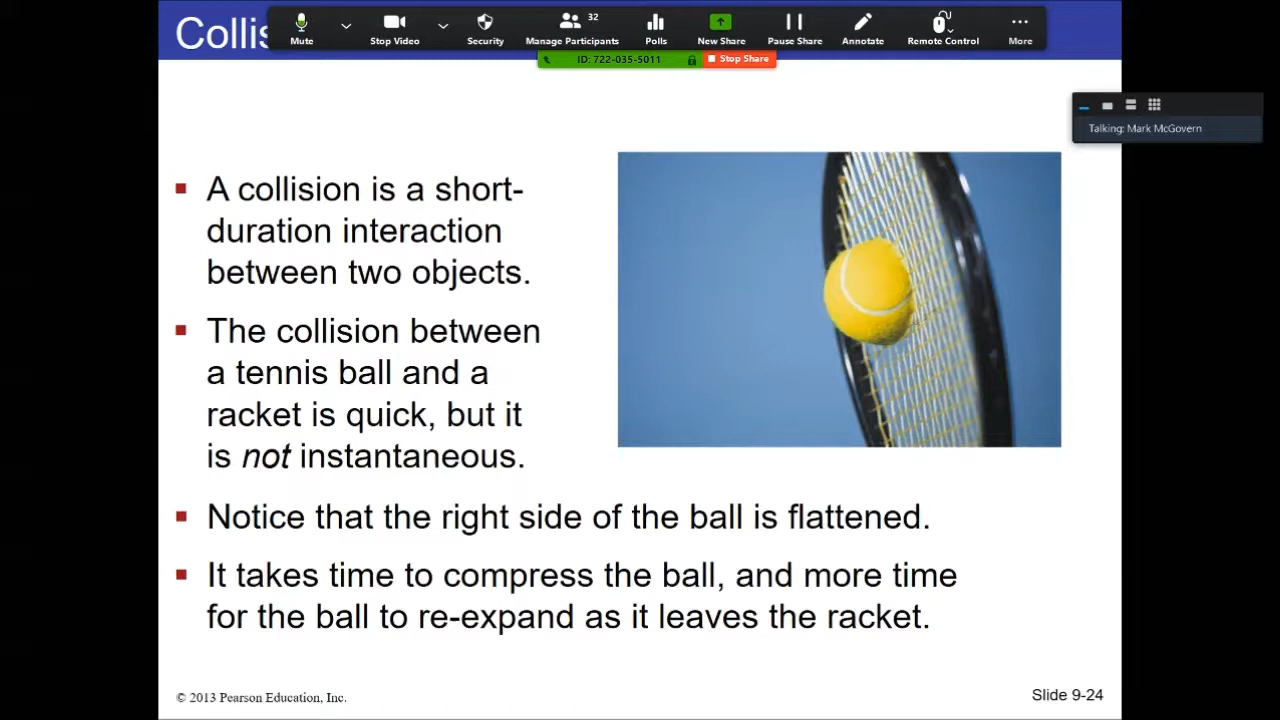 Collis
Mute
Stop Video
Security
32
Manage Participants
Polls
New Share
Pause Share
Annotate
Remote Control
More
ID: 722-035-5011
Stop Share
Talking: Mark McGovern
▪ A collision is a short-
duration interaction
between two objects.
▪ The collision between
a tennis ball and a
racket is quick, but it
is not instantaneous.
▪ Notice that the right side of the ball is flattened.
▪ It takes time to compress the ball, and more time
for the ball to re-expand as it leaves the racket.
© 2013 Pearson Education, Inc.
Slide 9-24